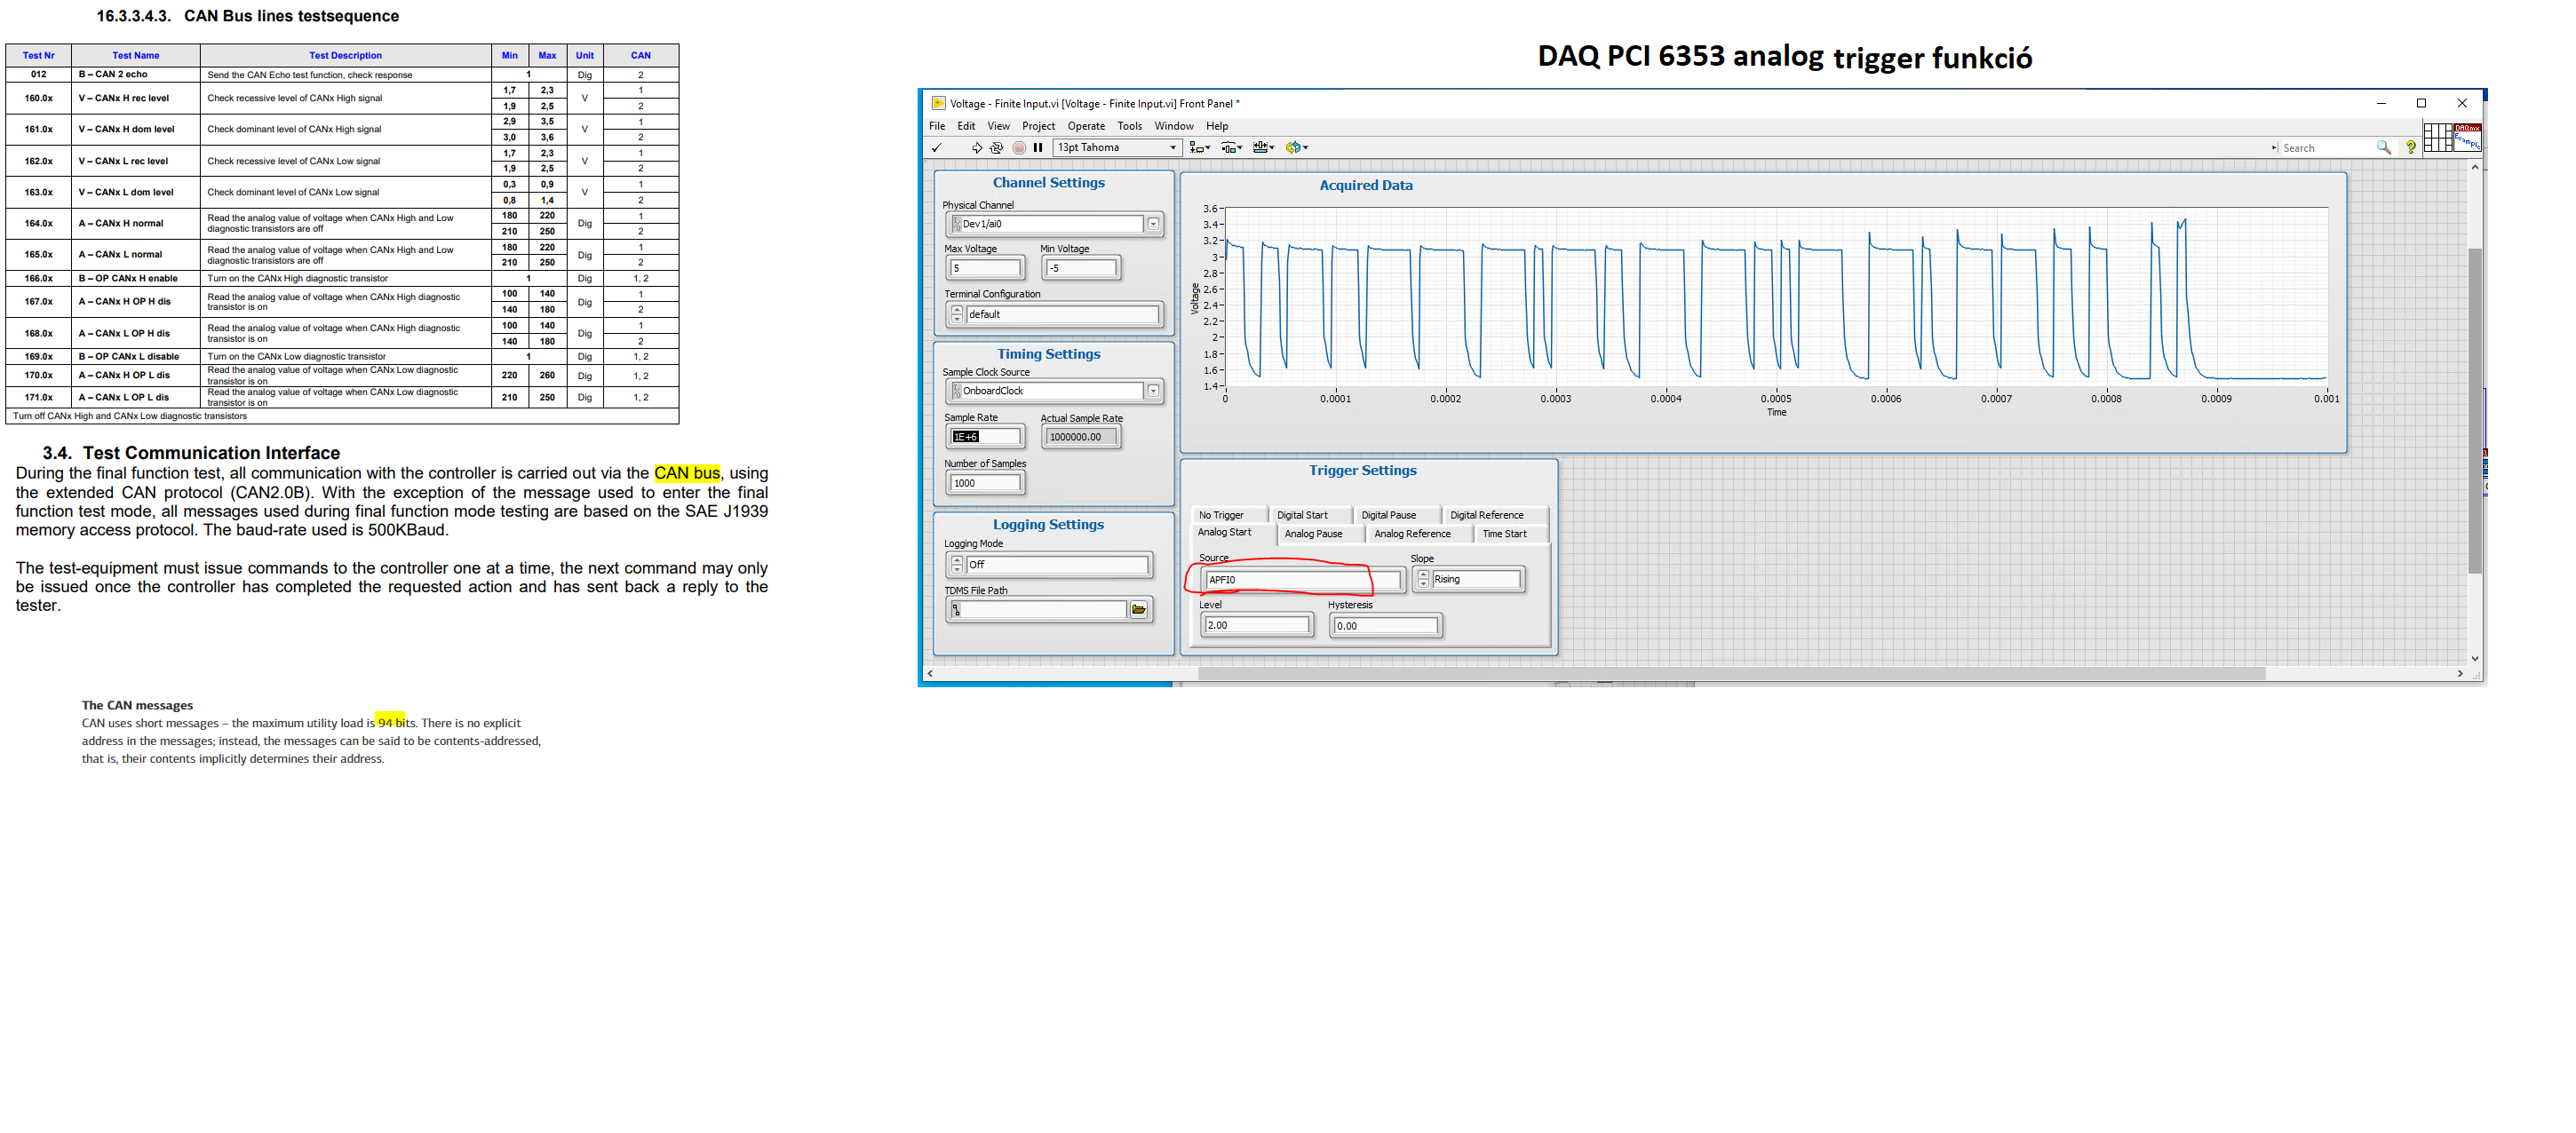 16.3.3.4.3. CAN Bus lines testsequence
Test Nr Test Name Test Description Min Max Unit CAN
012 B – CAN 2 echo Send the CAN Echo test function, check response 1 Dig 2
160.0x V – CANx H rec level Check recessive level of CANx High signal 1,7 2,3 V 1
1,9 2,5 2
161.0x V – CANx H dom level Check dominant level of CANx High signal 2,9 3,5 V 1
3,0 3,6 2
162.0x V – CANx L rec level Check recessive level of CANx Low signal 1,7 2,3 V 1
1,9 2,5 2
163.0x V – CANx L dom level Check dominant level of CANx Low signal 0,3 0,9 V 1
0,8 1,4 2
164.0x A – CANx H normal Read the analog value of voltage when CANx High and Low 180 220 Dig 1
diagnostic transistors are off 210 250 2
165.0x A – CANx L normal Read the analog value of voltage when CANx High and Low 180 220 Dig 1
diagnostic transistors are off 210 250 2
166.0x B – OP CANx H enable Turn on the CANx High diagnostic transistor 1 Dig 1, 2
167.0x A – CANx H OP H dis Read the analog value of voltage when CANx High diagnostic 100 140 Dig 1
transistor is on 140 180 2
168.0x A – CANx L OP H dis Read the analog value of voltage when CANx High diagnostic 100 140 Dig 1
transistor is on 140 180 2
169.0x B – OP CANx L disable Turn on the CANx Low diagnostic transistor 1 Dig 1, 2
170.0x A – CANx H OP L dis Read the analog value of voltage when CANx Low diagnostic 220 260 Dig 1, 2
transistor is on
171.0x A – CANx L OP L dis Read the analog value of voltage when CANx Low diagnostic 210 250 Dig 1, 2
transistor is on
Turn off CANx High and CANx Low diagnostic transistors
3.4. Test Communication Interface
During the final function test, all communication with the controller is carried out via the CAN bus, using
the extended CAN protocol (CAN2.0B). With the exception of the message used to enter the final
function test mode, all messages used during final function mode testing are based on the SAE J1939
memory access protocol. The baud-rate used is 500KBaud.
The test-equipment must issue commands to the controller one at a time, the next command may only
be issued once the controller has completed the requested action and has sent back a reply to the
tester.
The CAN messages
CAN uses short messages – the maximum utility load is 94 bits. There is no explicit
address in the messages; instead, the messages can be said to be contents-addressed,
that is, their contents implicitly determines their address.
DAQ PCI 6353 analog trigger funkció
Voltage - Finite Input.vi [Voltage - Finite Input.vi] Front Panel *
File Edit View Project Operate Tools Window Help
13pt Tahoma
Search
DAQmx
Channel Settings
Physical Channel
Dev1/ai0
Max Voltage Min Voltage
5 -5
Terminal Configuration
default
Timing Settings
Sample Clock Source
OnboardClock
Sample Rate Actual Sample Rate
1E+6 1000000.00
Number of Samples
1000
Logging Settings
Logging Mode
Off
TDMS File Path
Acquired Data
Voltage
3.6
3.4
3.2
3
2.8
2.6
2.4
2.2
2
1.8
1.6
1.4
0 0.0001 0.0002 0.0003 0.0004 0.0005 0.0006 0.0007 0.0008 0.0009 0.001
Time
Trigger Settings
No Trigger Digital Start Digital Pause Digital Reference
Analog Start Analog Pause Analog Reference Time Start
Source Slope
APFI0 Rising
Level Hysteresis
2.00 0.00